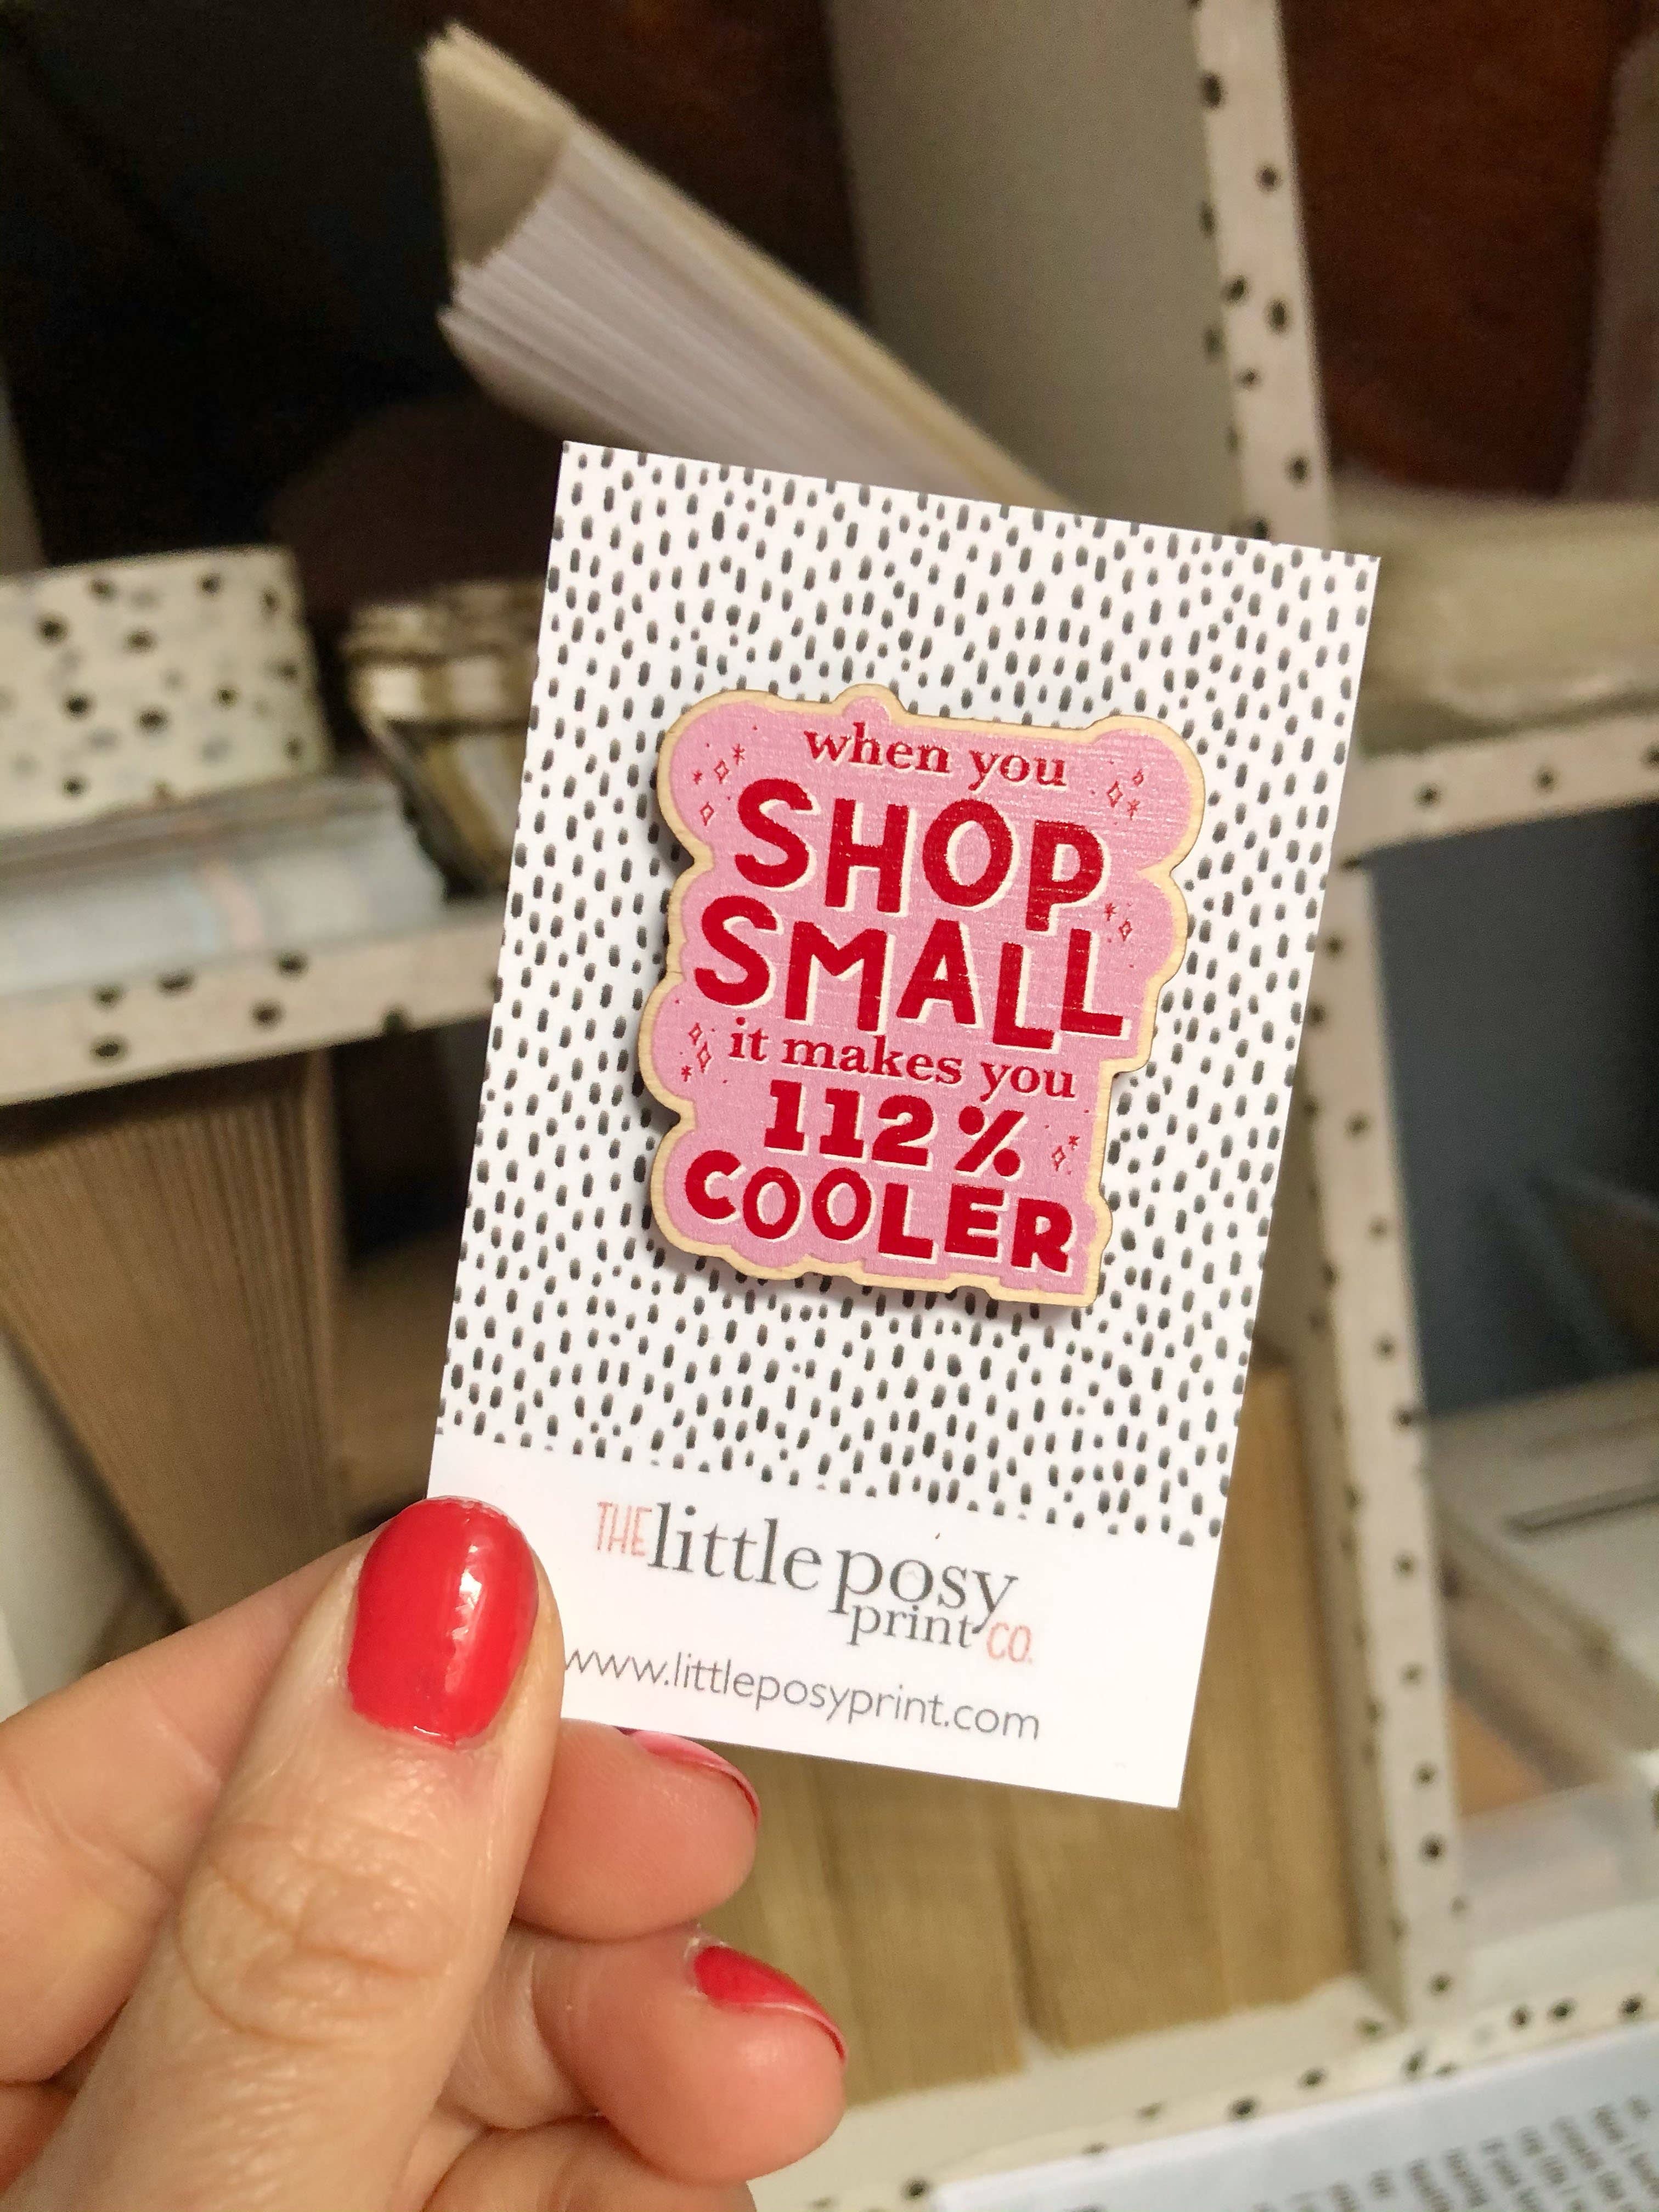 when you
SHOP
SMALL
it makes you
112%
COOLER
THE little posy
print CO.
www.littleposyprint.com